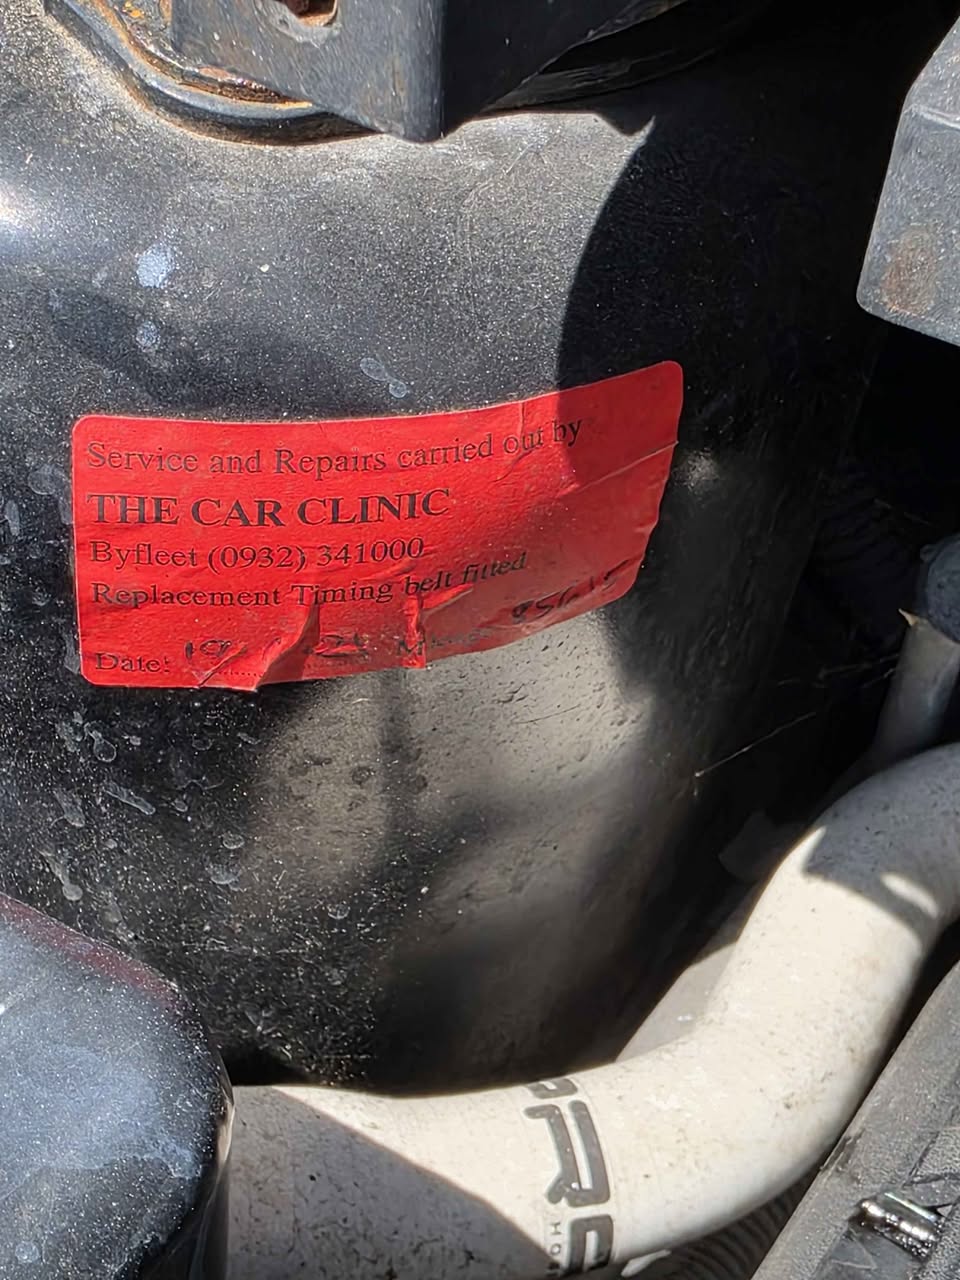 Service and Repairs carried out by
THE CAR CLINIC
Byfleet (0932) 341000
Replacement Timing belt fitted
Date: